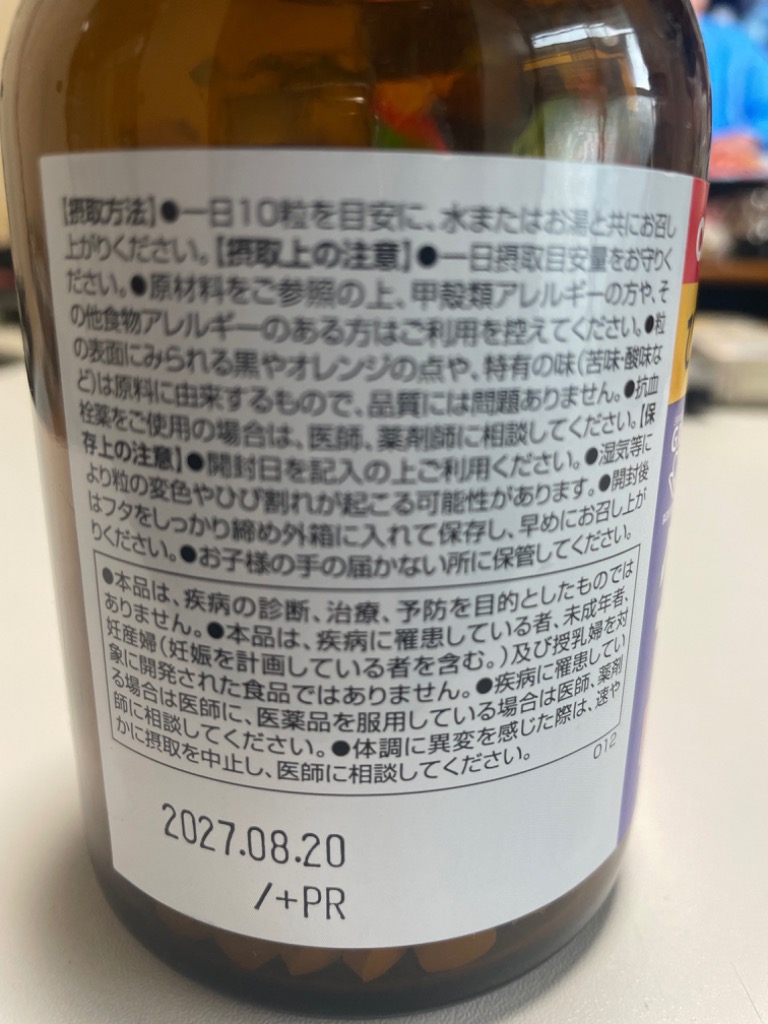 【摂取方法】●一日10粒を目安に、水またはお湯と共にお召し
上がりください。【摂取上の注意】●一日摂取目安量をお守りく
ださい。●原材料をご参照の上、甲殻類アレルギーの方や、そ
の他食物アレルギーのある方はご利用を控えてください。●粒
の表面にみられる黒やオレンジの点や、特有の味(苦味・酸味な
ど)は原料に由来するもので、品質には問題ありません。●抗血
栓薬をご使用の場合は、医師、薬剤師に相談してください。【保
存上の注意】●開封日を記入の上ご利用ください。●湿気等に
より粒の変色やひび割れが起こる可能性があります。●開封後
はフタをしっかり締め外箱に入れて保存し、早めにお召し上が
りください。●お子様の手の届かない所に保管してください。
●本品は、疾病の診断、治療、予防を目的としたものでは
ありません。●本品は、疾病に罹患している者、未成年者、
妊産婦(妊娠を計画している者を含む。)及び授乳婦を対
象に開発された食品ではありません。●疾病に罹患してい
る場合は医師に、医薬品を服用している場合は医師、薬剤
師に相談してください。●体調に異変を感じた際は、速や
かに摂取を中止し、医師に相談してください。
012
2027.08.20
/+PR